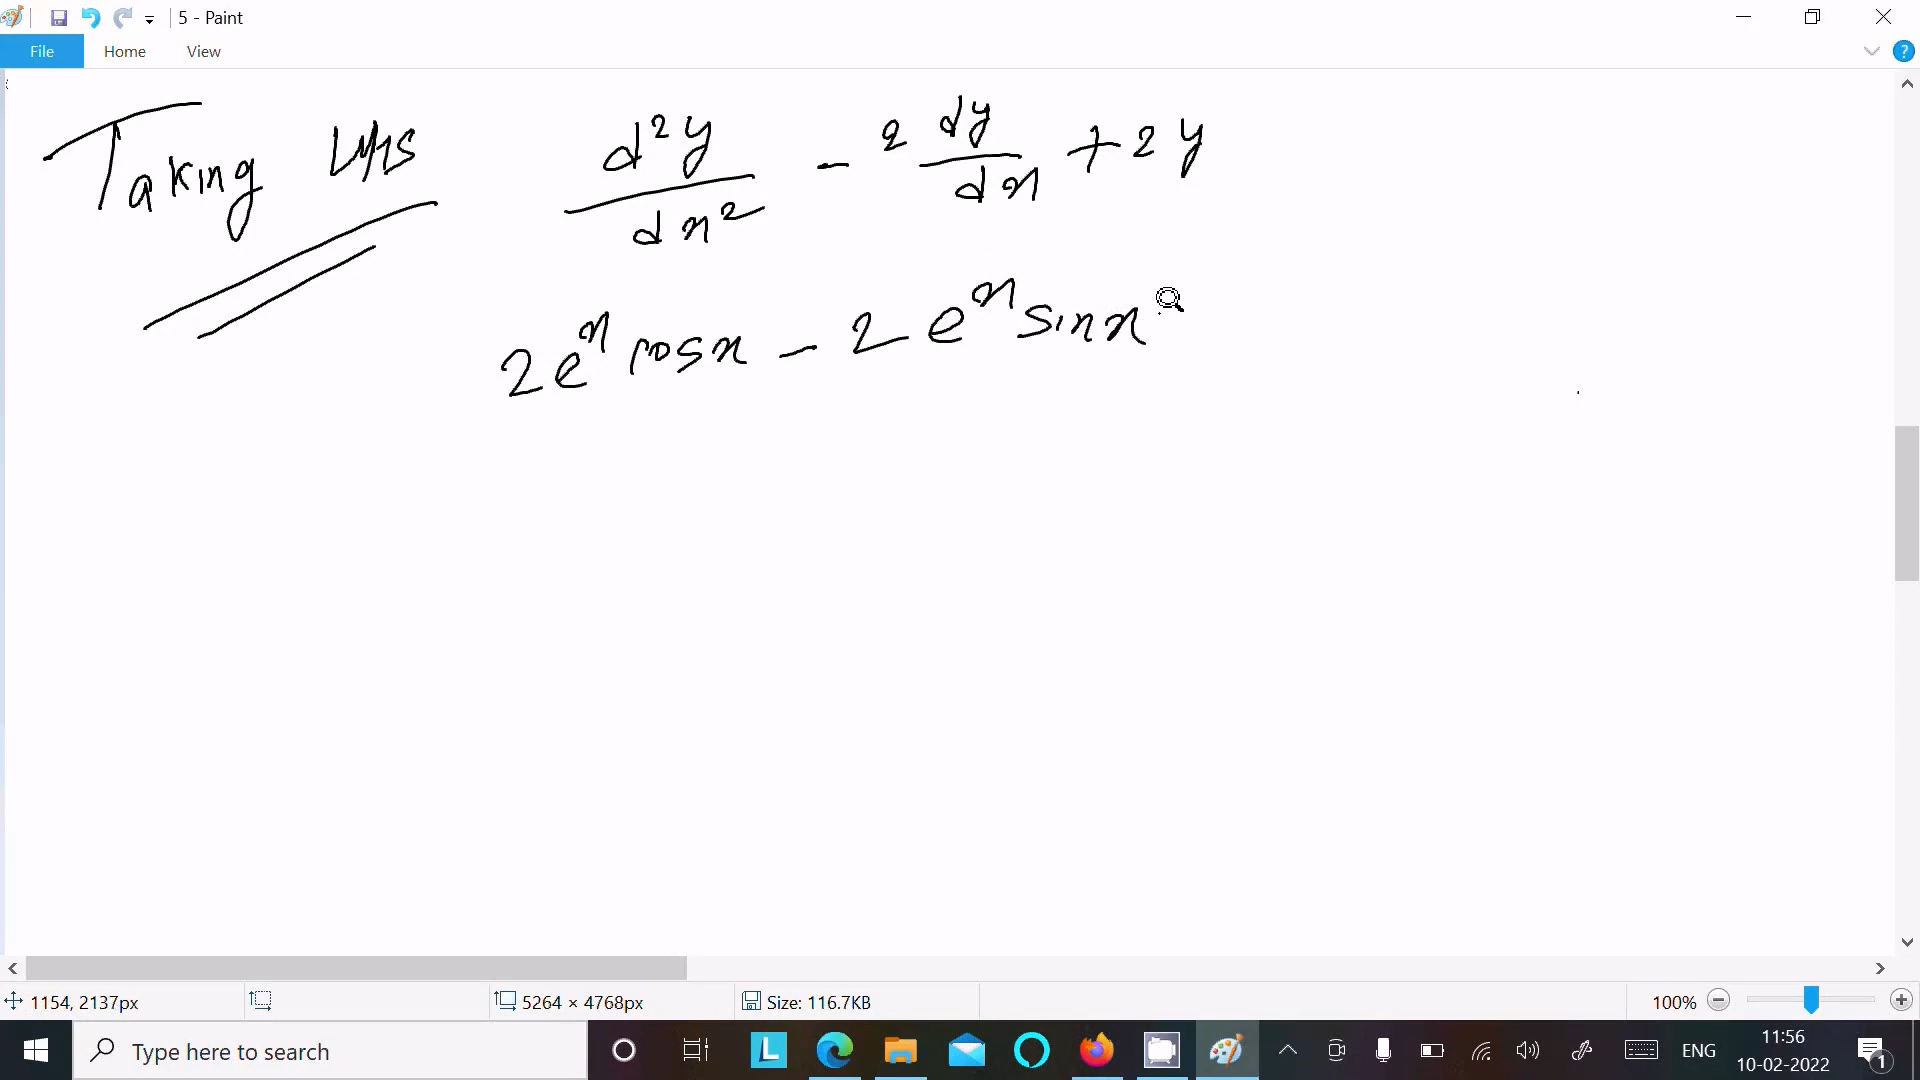 5 - Paint
File Home View
Taking LHS d²y/dx² - 2 dy/dx + 2y
2eˣ cosx - 2eˣ sinx
1154, 2137px 5264 × 4768px Size: 116.7KB 100%
Type here to search L ENG 11:56
10-02-2022 1